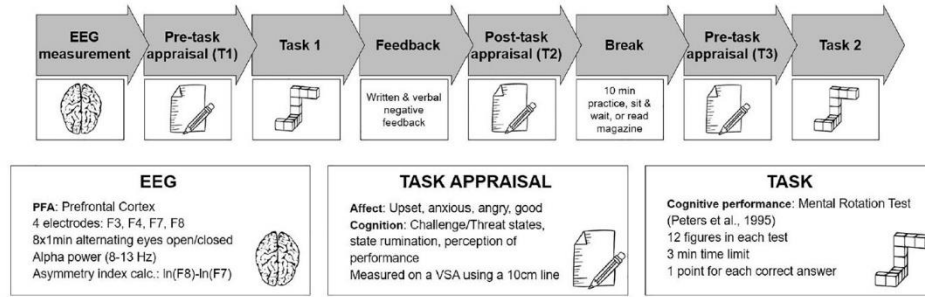 EEG
measurement
Pre-task
appraisal (T1)
Task 1
Feedback
Post-task
appraisal (T2)
Break
Pre-task
appraisal (T3)
Task 2
Written & verbal
negative
feedback
10 min
practice, sit &
wait, or read
magazine
EEG
PFA: Prefrontal Cortex
4 electrodes: F3, F4, F7, F8
8x1min alternating eyes open/closed
Alpha power (8-13 Hz)
Asymmetry index calc.: ln(F8)-ln(F7)
TASK APPRAISAL
Affect: Upset, anxious, angry, good
Cognition: Challenge/Threat states,
state rumination, perception of
performance
Measured on a VSA using a 10cm line
TASK
Cognitive performance: Mental Rotation Test
(Peters et al., 1995)
12 figures in each test
3 min time limit
1 point for each correct answer